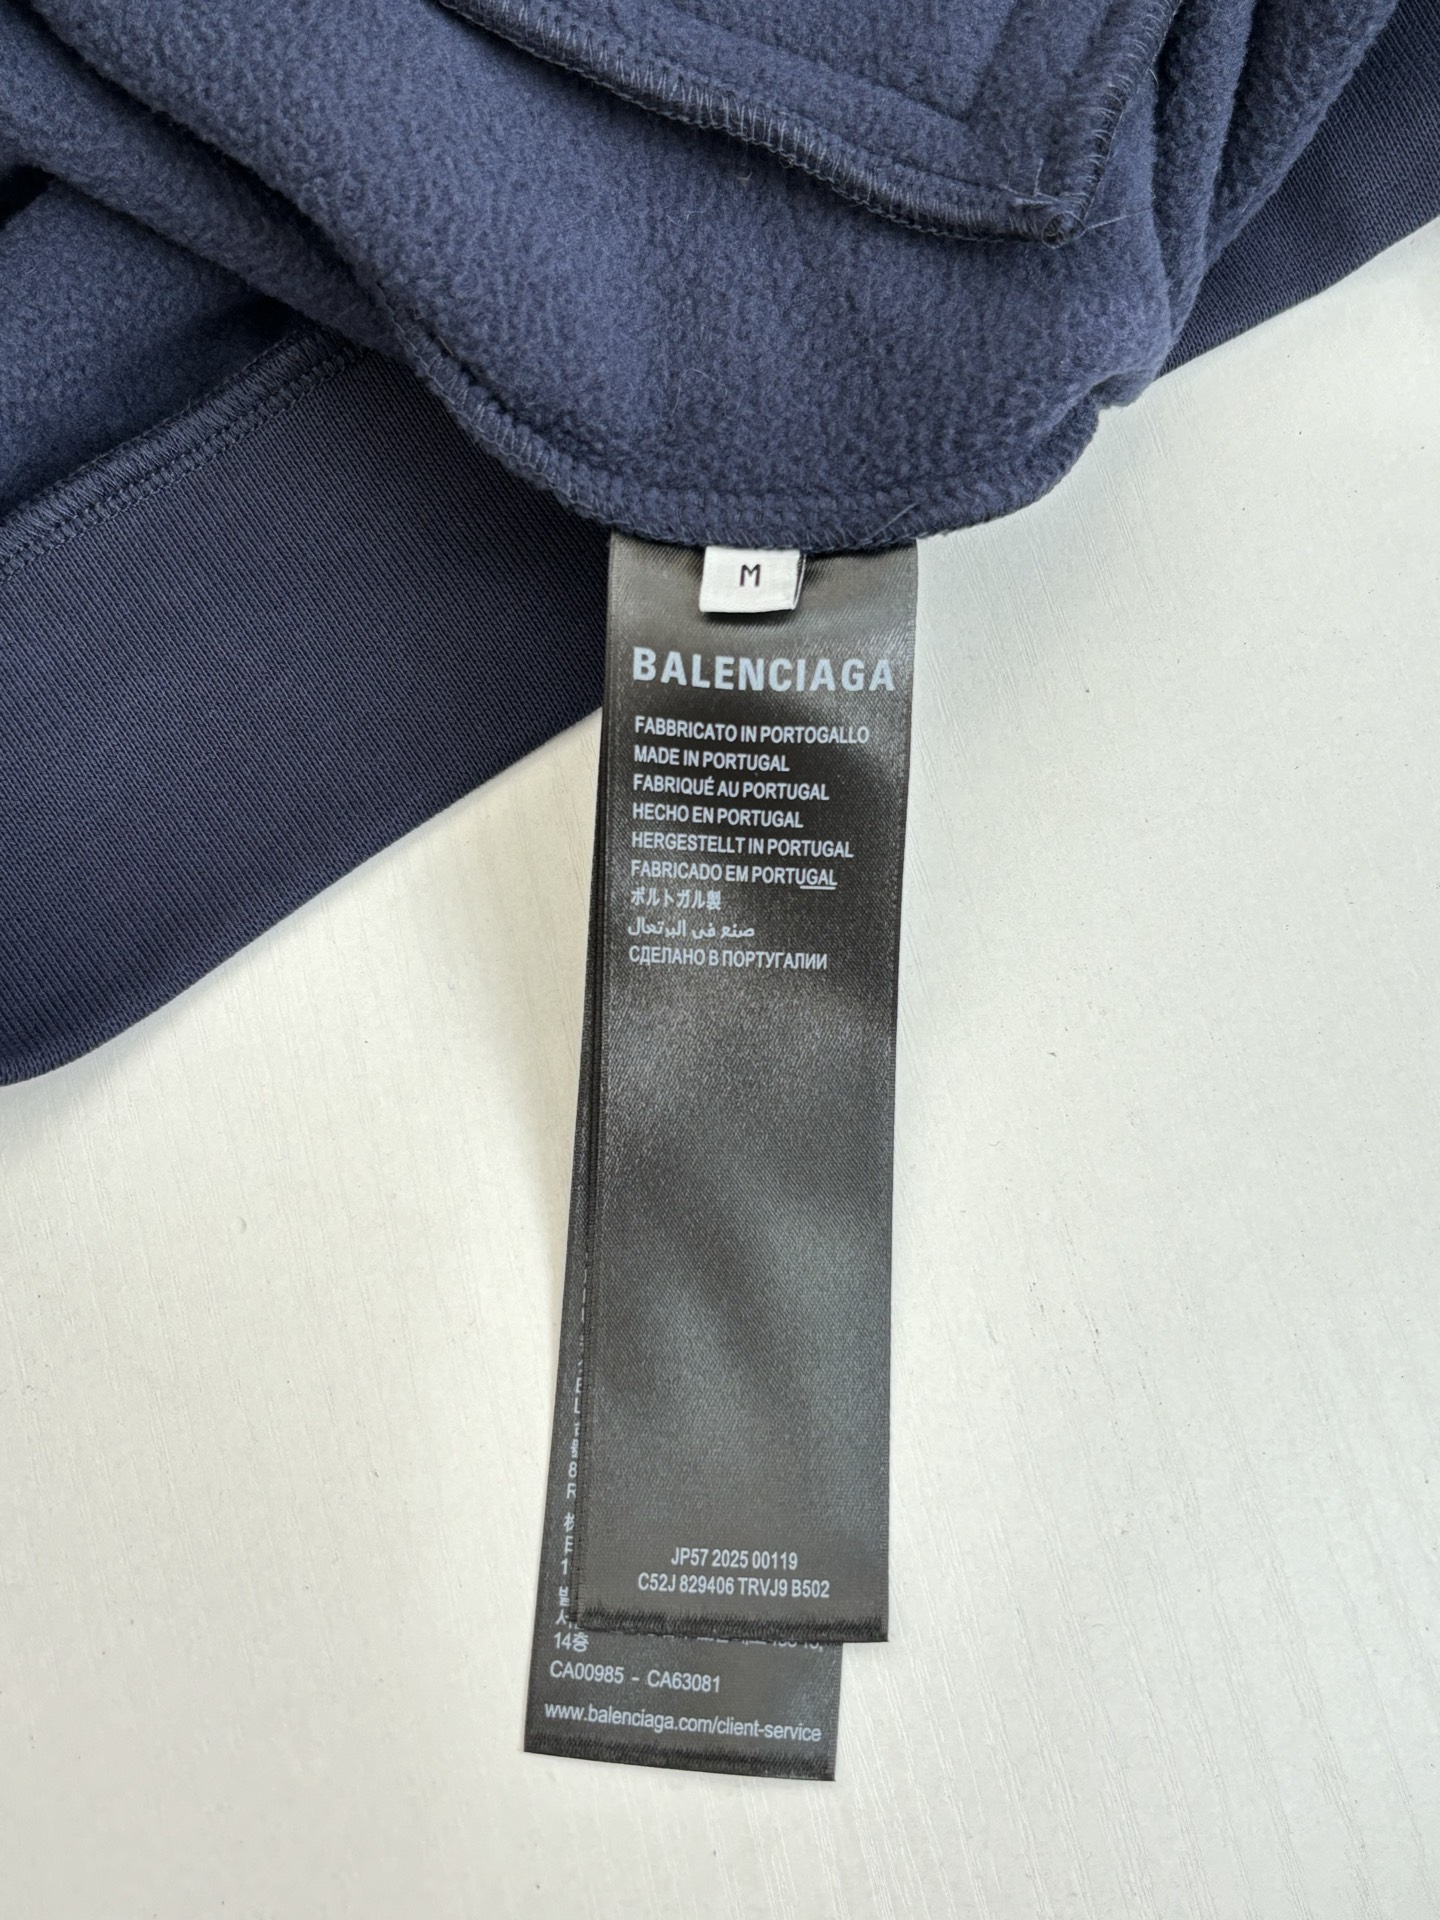 M
BALENCIAGA
FABBRICATO IN PORTOGALLO
MADE IN PORTUGAL
FABRIQUÉ AU PORTUGAL
HECHO EN PORTUGAL
HERGESTELLT IN PORTUGAL
FABRICADO EM PORTUGAL
ポルトガル製
صنع في البرتغال
СДЕЛАНО В ПОРТУГАЛИИ
JP57 2025 00119
C52J 829406 TRVJ9 B502
14층
CA00985 - CA63081
www.balenciaga.com/client-service